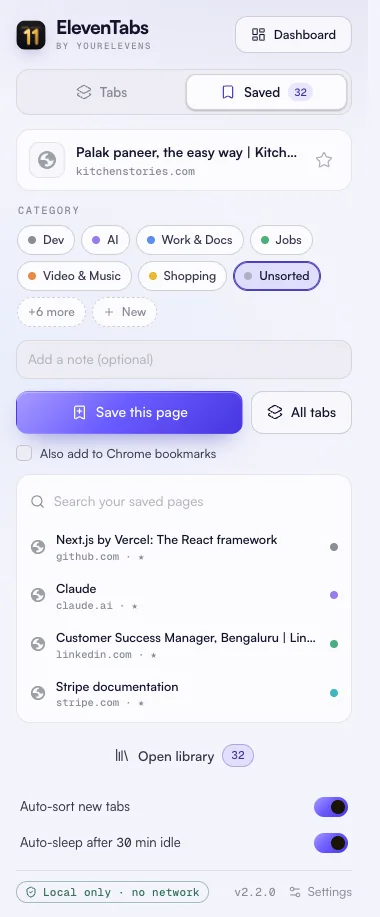 ElevenTabs
BY YOURELEVENS
Dashboard
Tabs
Saved 32
Palak paneer, the easy way | Kitch...
kitchenstories.com
CATEGORY
Dev AI Work & Docs Jobs
Video & Music Shopping Unsorted
+6 more + New
Add a note (optional)
Save this page All tabs
Also add to Chrome bookmarks
Search your saved pages
Next.js by Vercel: The React framework
github.com · ★
Claude
claude.ai · ★
Customer Success Manager, Bengaluru | Lin...
linkedin.com · ★
Stripe documentation
stripe.com · ★
Open library 32
Auto-sort new tabs
Auto-sleep after 30 min idle
Local only · no network v2.2.0 Settings